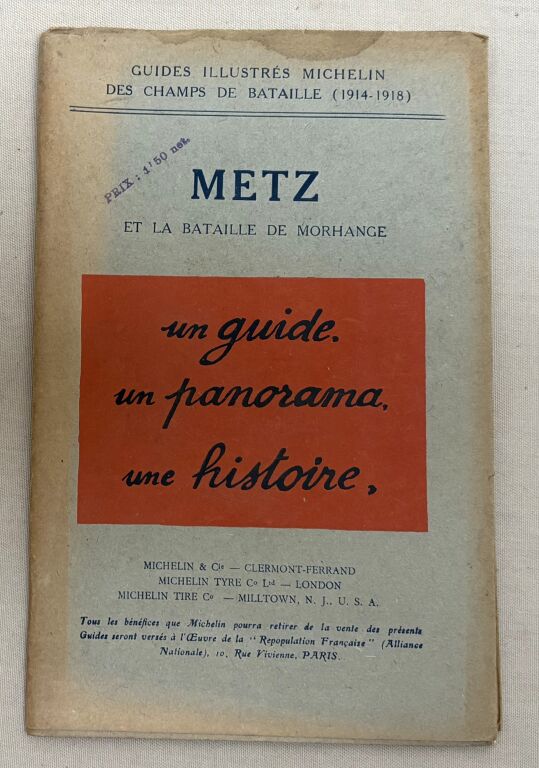 GUIDES ILLUSTRÉS MICHELIN
DES CHAMPS DE BATAILLE (1914-1918)
PRIX : 1f50 net.
METZ
ET LA BATAILLE DE MORHANGE
un guide.
un panorama,
une histoire,
MICHELIN & Cie — CLERMONT-FERRAND
MICHELIN TYRE Co Ltd — LONDON
MICHELIN TIRE Co — MILLTOWN, N. J., U. S. A.
Tous les bénéfices que Michelin pourra retirer de la vente des présents
Guides seront versés à l'Œuvre de la "Repopulation Française" (Alliance
Nationale), 10, Rue Vivienne, PARIS.